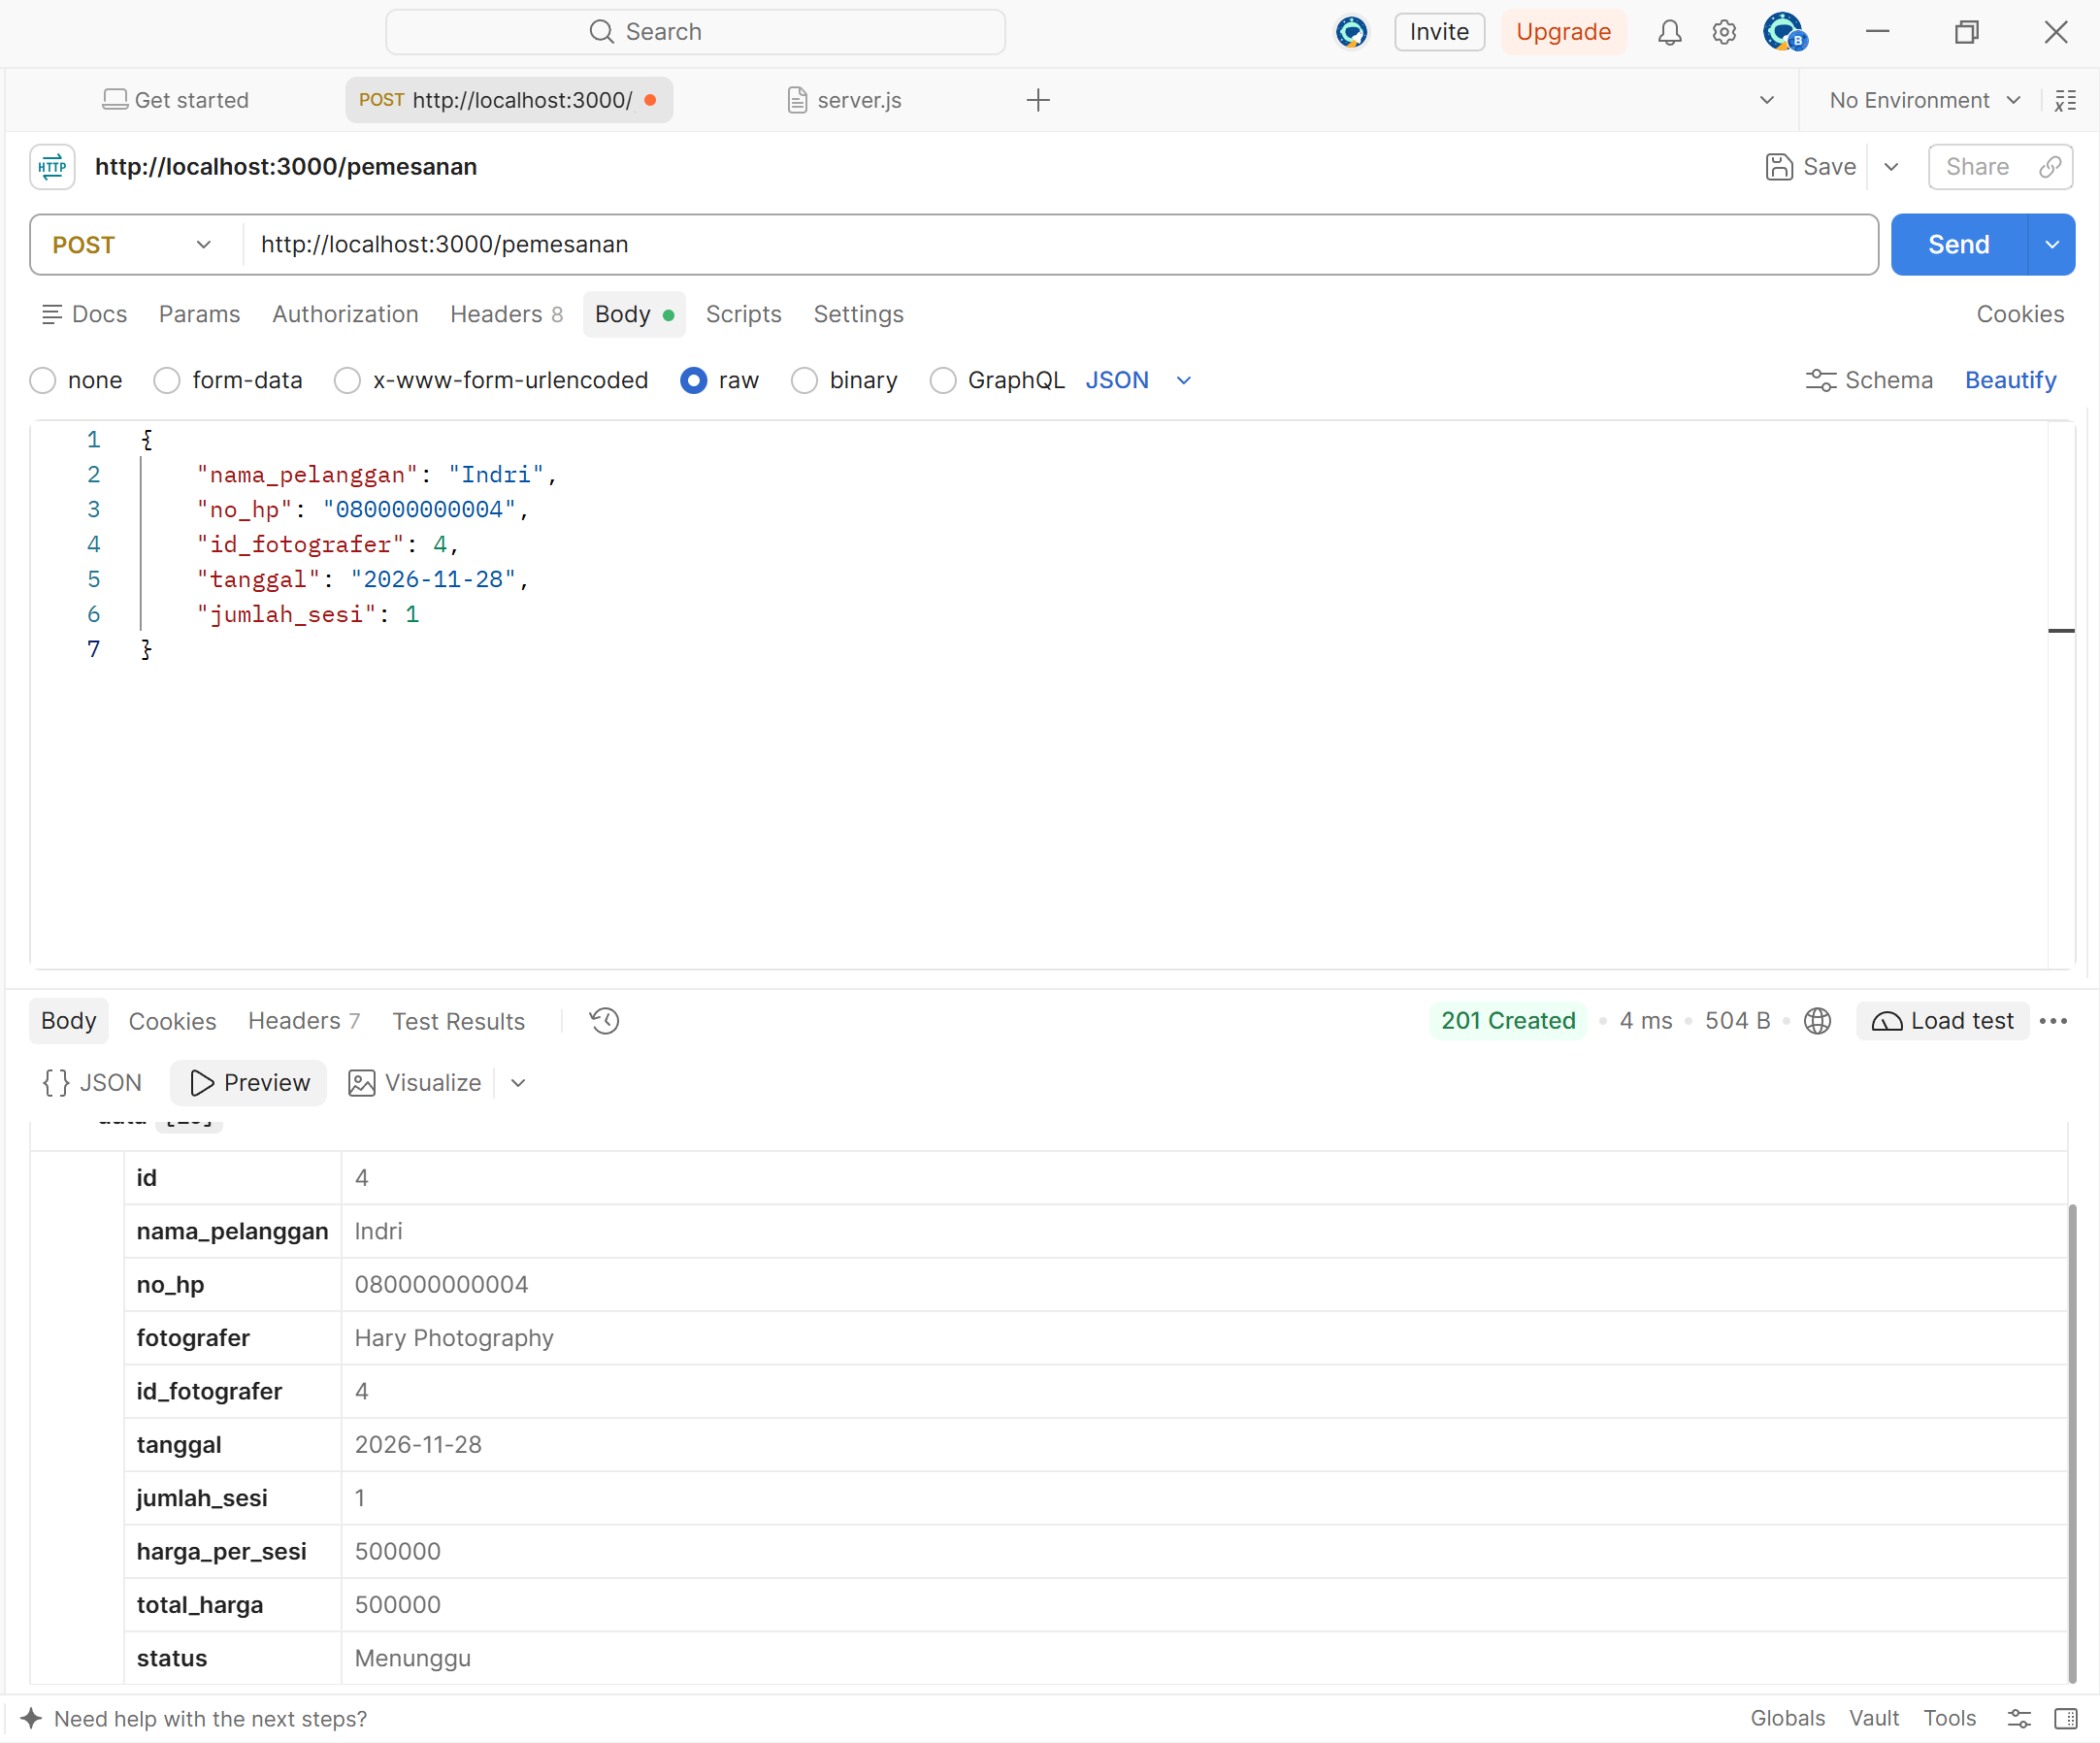 Search
Invite
Upgrade
B
Get started
POST http://localhost:3000/
server.js
No Environment
HTTP http://localhost:3000/pemesanan
Save
Share
POST
http://localhost:3000/pemesanan
Send
Docs Params Authorization Headers 8 Body Scripts Settings
Cookies
none form-data x-www-form-urlencoded raw binary GraphQL JSON
Schema
Beautify
1 {
2 "nama_pelanggan": "Indri",
3 "no_hp": "080000000004",
4 "id_fotografer": 4,
5 "tanggal": "2026-11-28",
6 "jumlah_sesi": 1
7 }
Body Cookies Headers 7 Test Results
201 Created • 4 ms • 504 B •
Load test
{ } JSON Preview Visualize
id 4
nama_pelanggan Indri
no_hp 080000000004
fotografer Hary Photography
id_fotografer 4
tanggal 2026-11-28
jumlah_sesi 1
harga_per_sesi 500000
total_harga 500000
status Menunggu
Need help with the next steps?
Globals Vault Tools